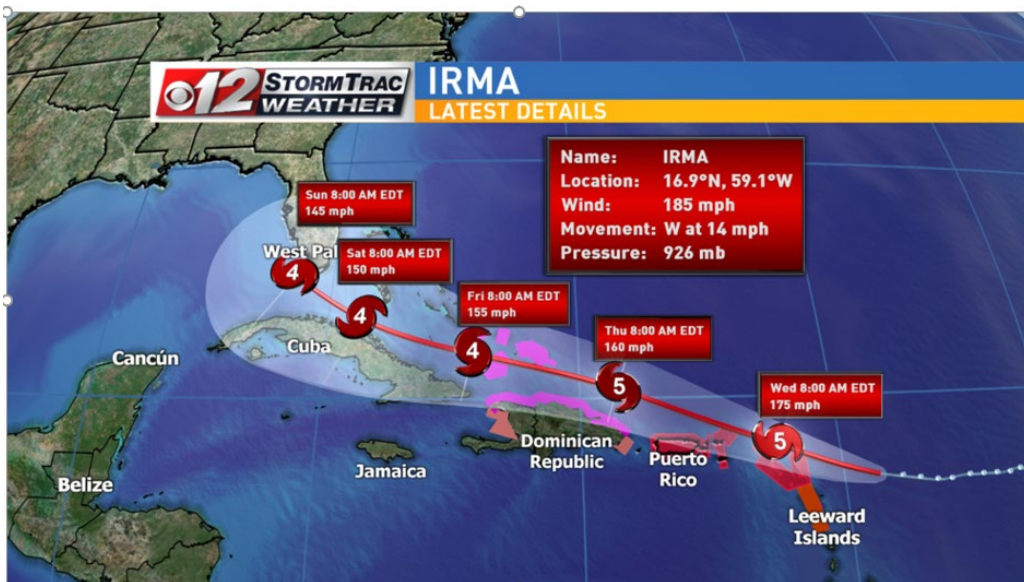 12 STORMTRAC
WEATHER
IRMA
LATEST DETAILS
Name: IRMA
Location: 16.9°N, 59.1°W
Wind: 185 mph
Movement: W at 14 mph
Pressure: 926 mb
Sun 8:00 AM EDT
145 mph
West Pal
4
Sat 8:00 AM EDT
150 mph
4
Fri 8:00 AM EDT
155 mph
4
Thu 8:00 AM EDT
160 mph
5
Wed 8:00 AM EDT
175 mph
5
Cancún
Cuba
Jamaica
Dominican
Republic
Puerto
Rico
Belize
Leeward
Islands